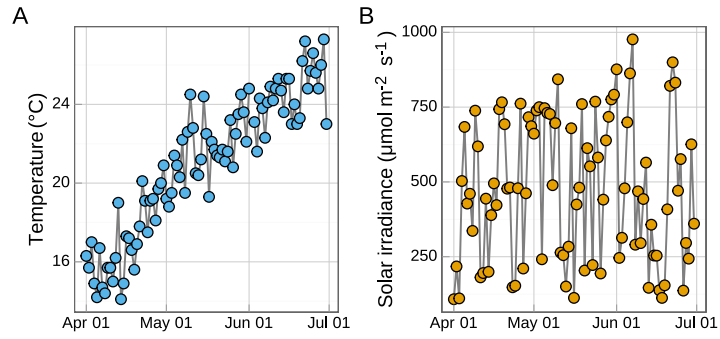 A
Temperature (°C)
24
20
16
Apr 01 May 01 Jun 01 Jul 01
B
Solar irradiance (μmol m⁻² s⁻¹)
1000
750
500
250
Apr 01 May 01 Jun 01 Jul 01